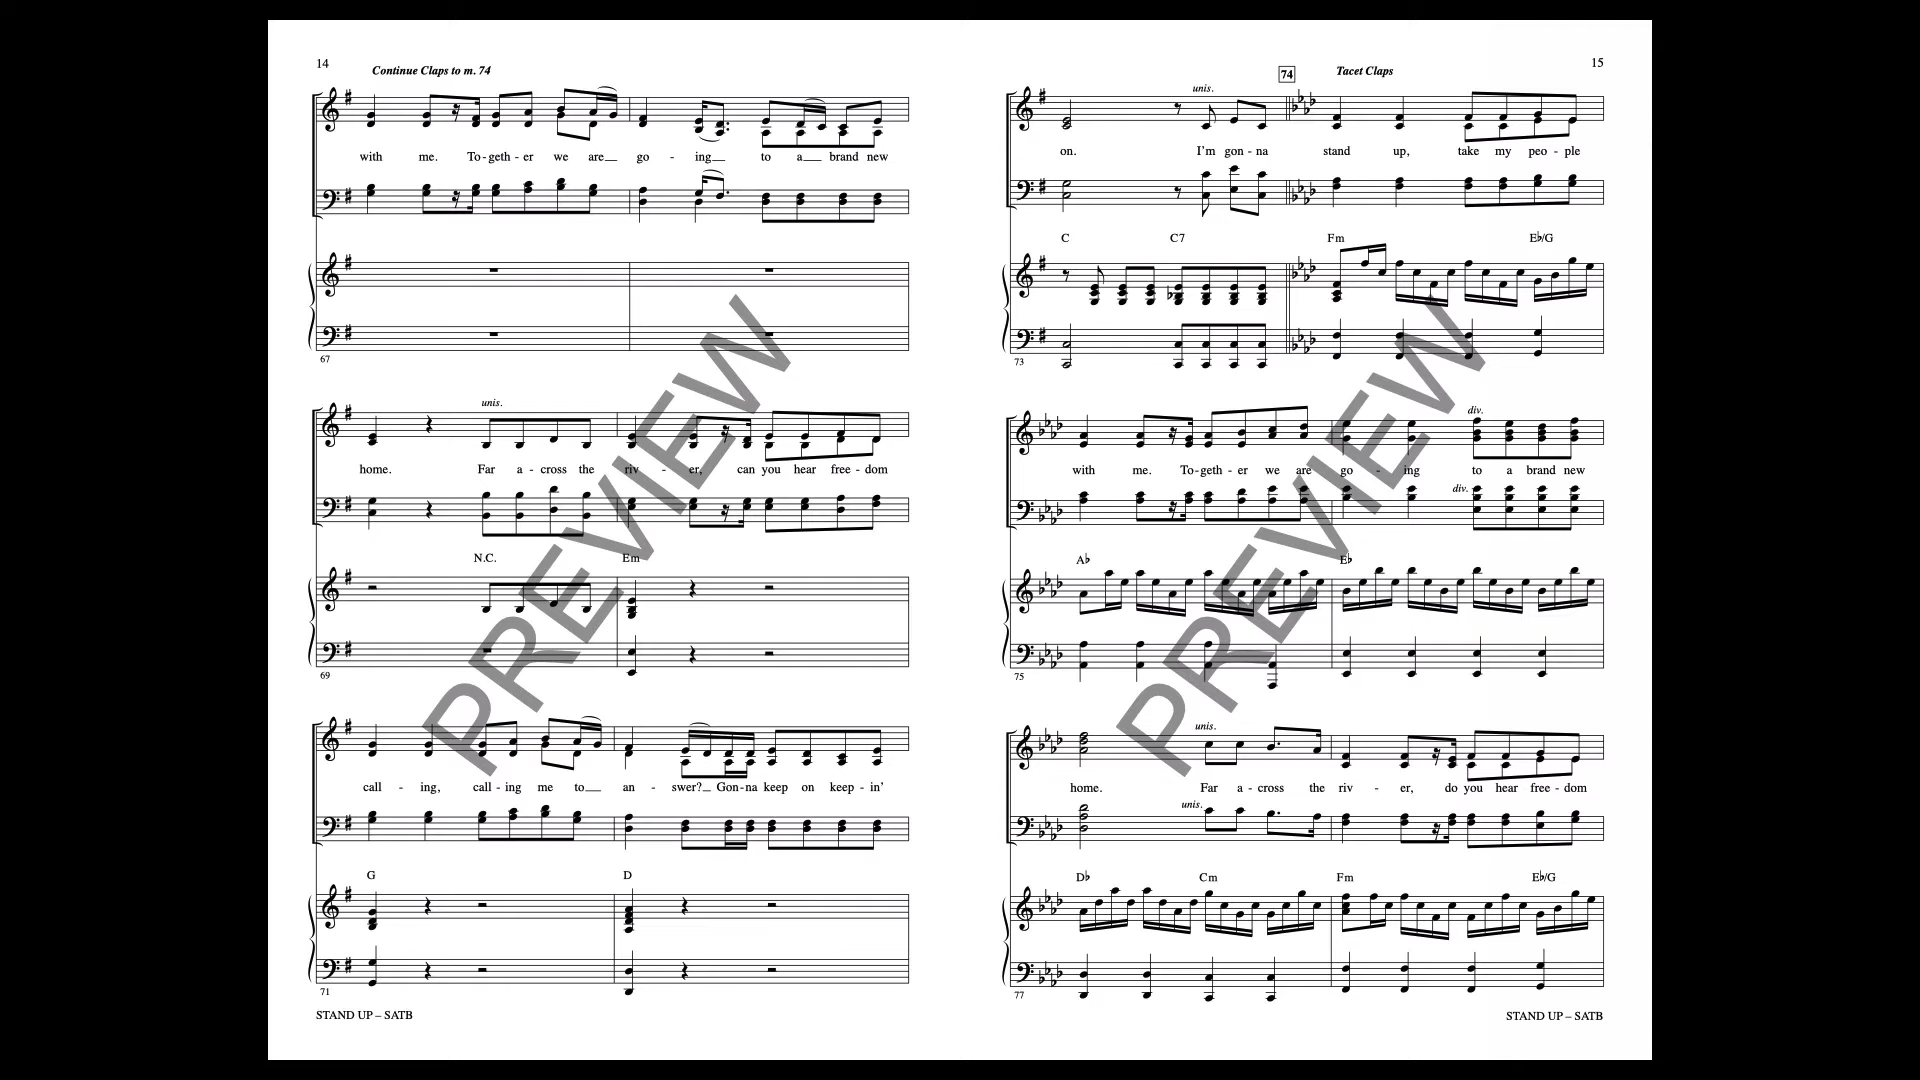 14
Continue Claps to m. 74
with me. To - geth - er we are__ go - ing__ to a__ brand new
67
unis.
home. Far a - cross the riv - er, can you hear free - dom
N.C. Em
69
call - ing, call - ing me to__ an - swer?__ Gon - na keep on keep - in'
G D
71
STAND UP – SATB
15
74 Tacet Claps
unis.
on. I'm gon - na stand up, take my peo - ple
C C7 Fm E♭/G
73
div.
with me. To - geth - er we are go - ing to a brand new
div.
A♭ E♭
75
unis.
home. Far a - cross the riv - er, do you hear free - dom
unis.
D♭ Cm Fm E♭/G
77
STAND UP – SATB
PREVIEW
PREVIEW